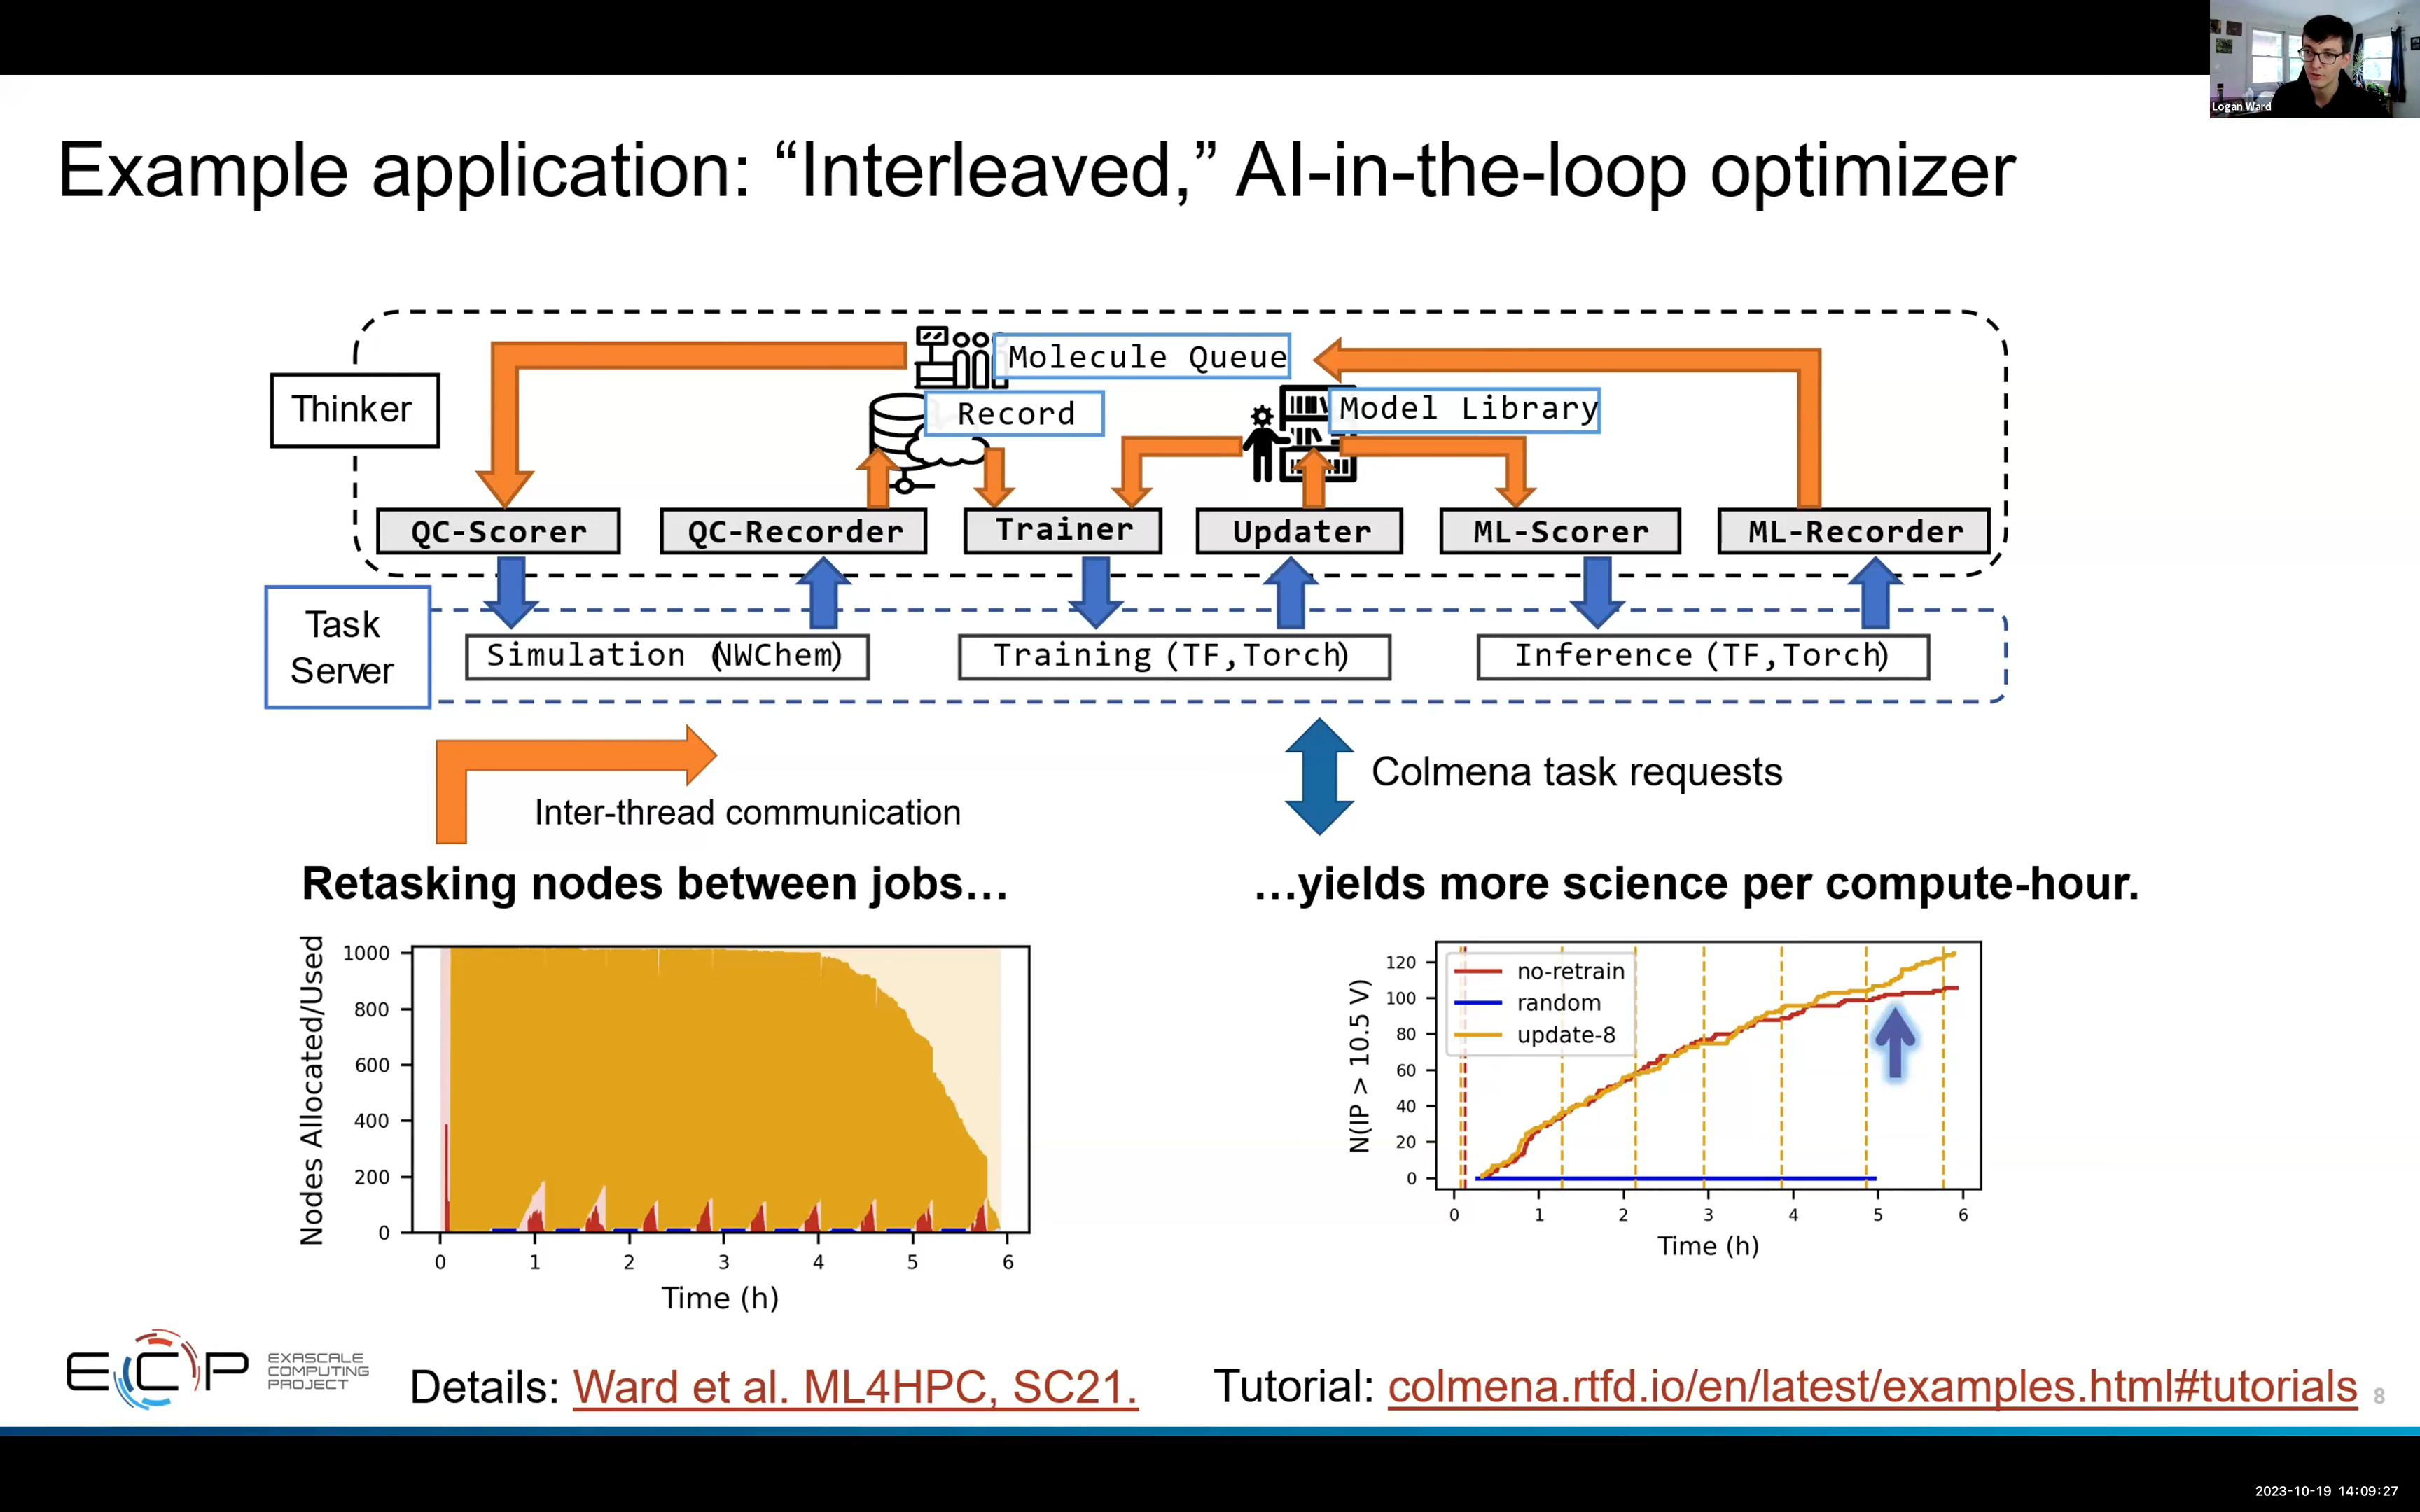 Logan Ward
Example application: “Interleaved,” AI-in-the-loop optimizer
Thinker
Molecule Queue
Record
Model Library
QC-Scorer
QC-Recorder
Trainer
Updater
ML-Scorer
ML-Recorder
Task
Server
Simulation (NWChem)
Training (TF,Torch)
Inference (TF,Torch)
Inter-thread communication
Colmena task requests
Retasking nodes between jobs…
…yields more science per compute-hour.
Nodes Allocated/Used
1000
800
600
400
200
0
0 1 2 3 4 5 6
Time (h)
N(IP > 10.5 V)
120
100
80
60
40
20
0
no-retrain
random
update-8
0 1 2 3 4 5 6
Time (h)
ECP
EXASCALE
COMPUTING
PROJECT
Details: Ward et al. ML4HPC, SC21.
Tutorial: colmena.rtfd.io/en/latest/examples.html#tutorials
8
2023-10-19 14:09:27